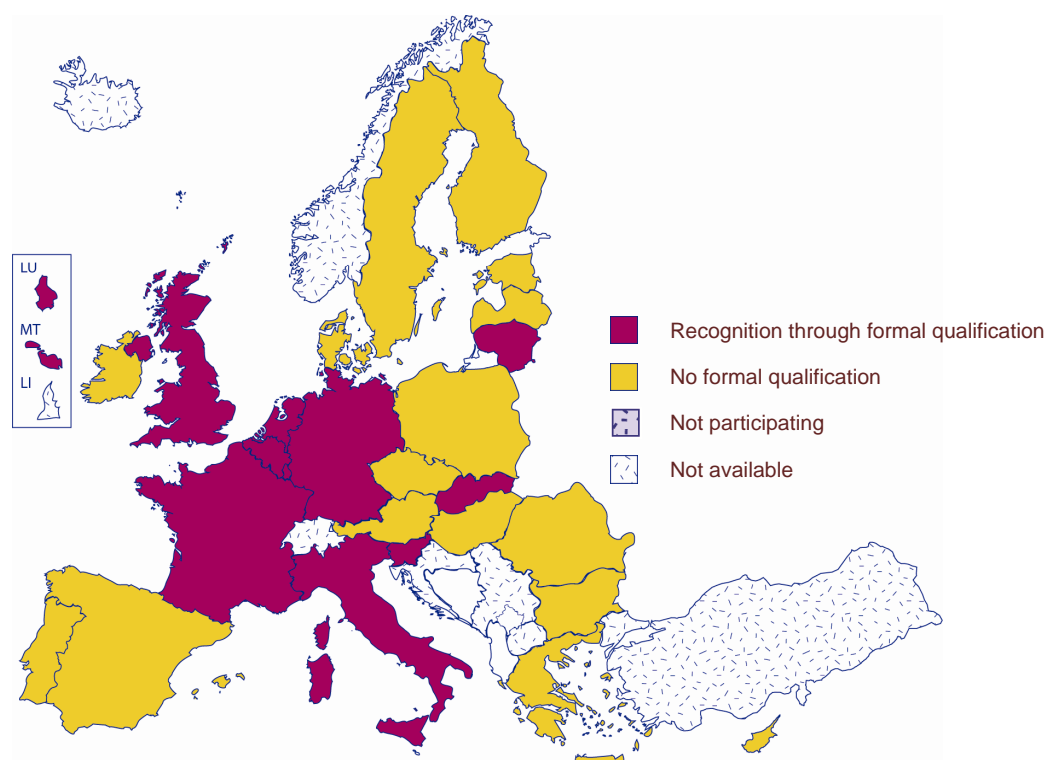 LU
MT
LI
Recognition through formal qualification
No formal qualification
Not participating
Not available